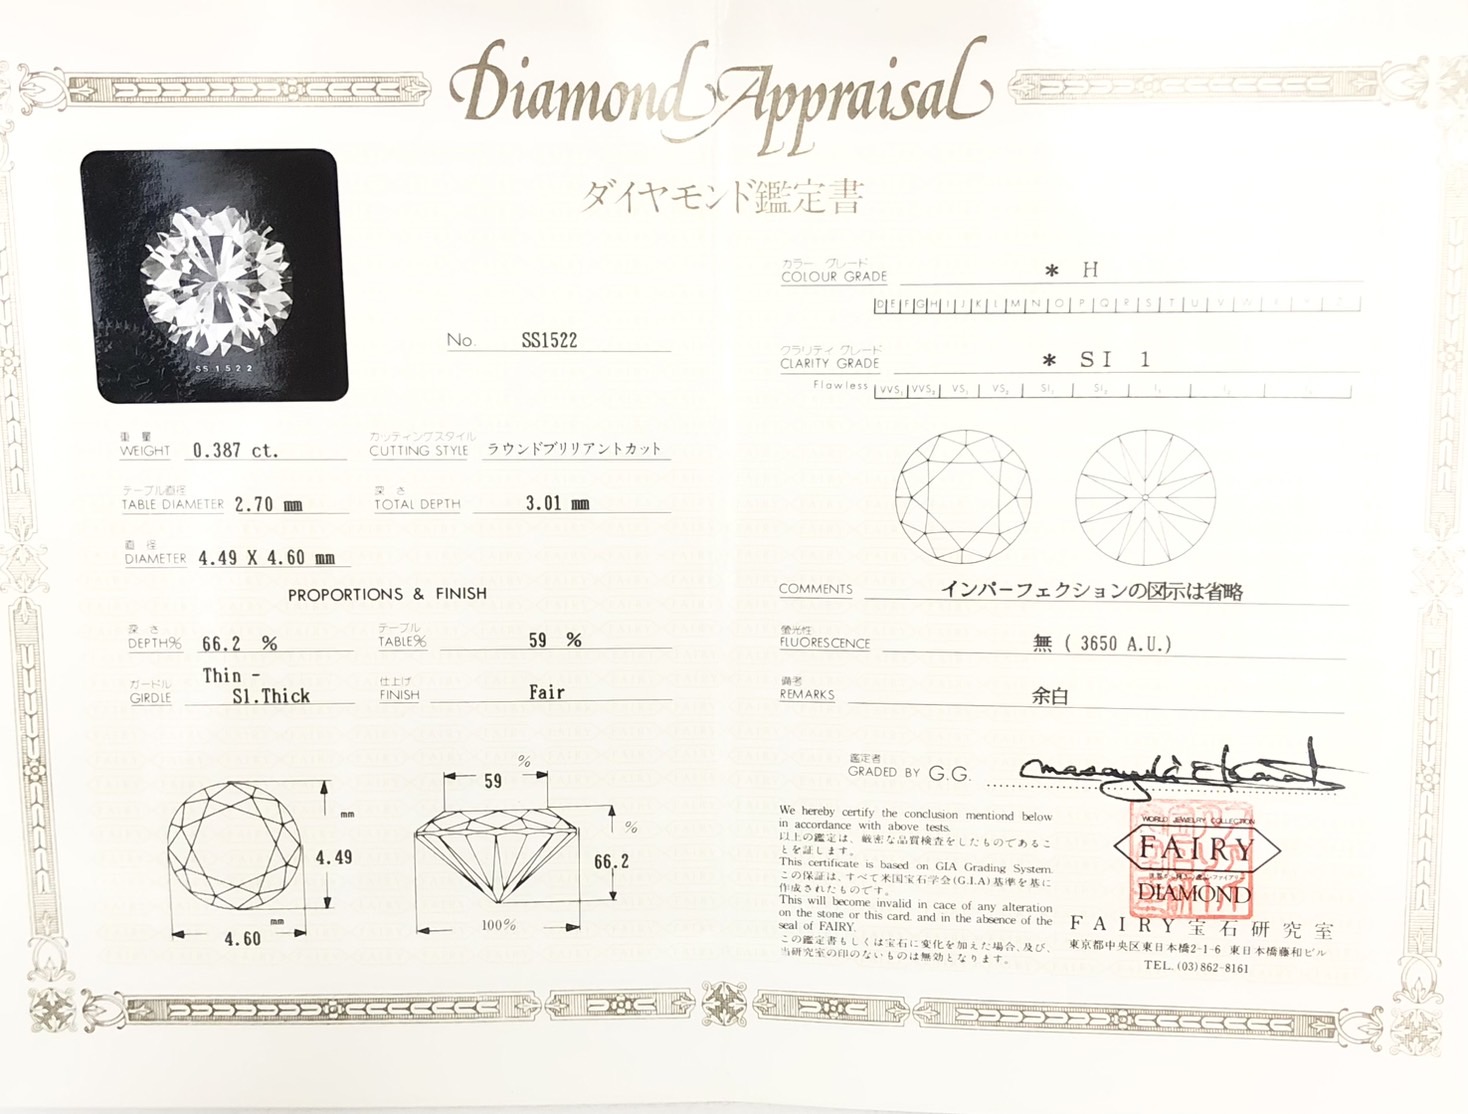 Diamond Appraisal
ダイヤモンド鑑定書
SS1522
No. SS1522
重量
WEIGHT 0.387 ct.
カッティングスタイル
CUTTING STYLE ラウンドブリリアントカット
テーブル直径
TABLE DIAMETER 2.70 mm
深さ
TOTAL DEPTH 3.01 mm
直径
DIAMETER 4.49 X 4.60 mm
PROPORTIONS & FINISH
深さ
DEPTH% 66.2 %
テーブル
TABLE% 59 %
ガードル
GIRDLE Thin -
Sl.Thick
仕上げ
FINISH Fair
mm
4.49
mm
4.60
%
59
%
66.2
100%
カラー グレード
COLOUR GRADE * H
D E F G H I J K L M N O P Q R S T U V W X Y Z
クラリティ グレード
CLARITY GRADE * SI 1
Flawless VVS1 VVS2 VS1 VS2 SI1 SI2 I1 I2 I3
COMMENTS インパーフェクションの図示は省略
螢光性
FLUORESCENCE 無 ( 3650 A.U.)
備考
REMARKS 余白
鑑定者
GRADED BY G.G.
We hereby certify the conclusion mentiond below
in accordance with above tests.
以上の鑑定は、厳密な品質検査をしたものであるこ
とを証します。
This certificate is based on GIA Grading System.
この保証は、すべて米国宝石学会(G.I.A)基準を基に
作成されたものです。
This will become invalid in cace of any alteration
on the stone or this card. and in the absence of the
seal of FAIRY.
この鑑定書もしくは宝石に変化を加えた場合、及び、
当研究室の印のないものは無効となります。
WORLD JEWELRY COLLECTION
FAIRY
DIAMOND
FAIRY宝石研究室
東京都中央区東日本橋2-1-6 東日本橋藤和ビル
TEL. (03)862-8161